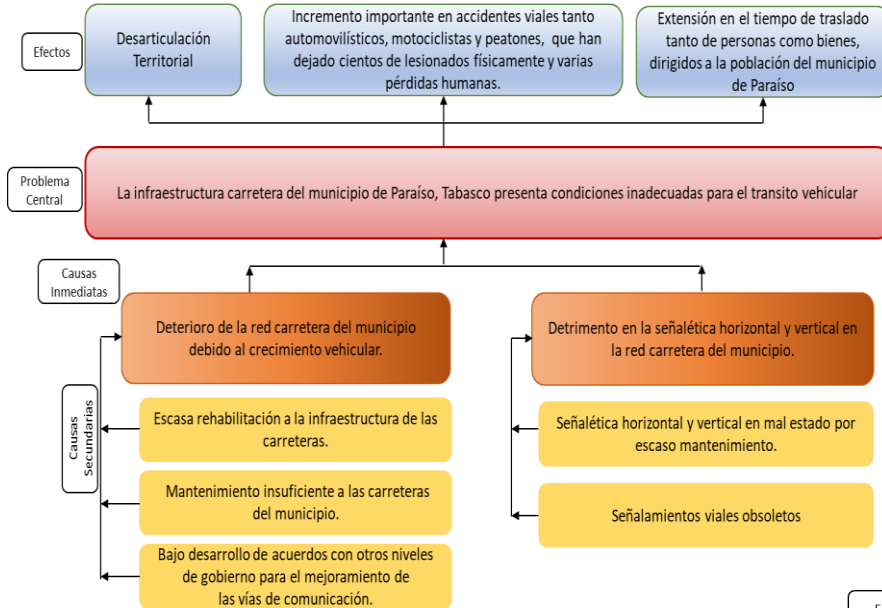 Efectos
Desarticulación
Territorial
Incremento importante en accidentes viales tanto
automovilísticos, motociclistas y peatones, que han
dejado cientos de lesionados físicamente y varias
pérdidas humanas.
Extensión en el tiempo de traslado
tanto de personas como bienes,
dirigidos a la población del municipio
de Paraíso
Problema
Central
La infraestructura carretera del municipio de Paraíso, Tabasco presenta condiciones inadecuadas para el transito vehicular
Causas
Inmediatas
Deterioro de la red carretera del municipio
debido al crecimiento vehicular.
Detrimento en la señalética horizontal y vertical en
la red carretera del municipio.
Causas
Secundarias
Escasa rehabilitación a la infraestructura de las
carreteras.
Señalética horizontal y vertical en mal estado por
escaso mantenimiento.
Mantenimiento insuficiente a las carreteras
del municipio.
Señalamientos viales obsoletos
Bajo desarrollo de acuerdos con otros niveles
de gobierno para el mejoramiento de
las vías de comunicación.